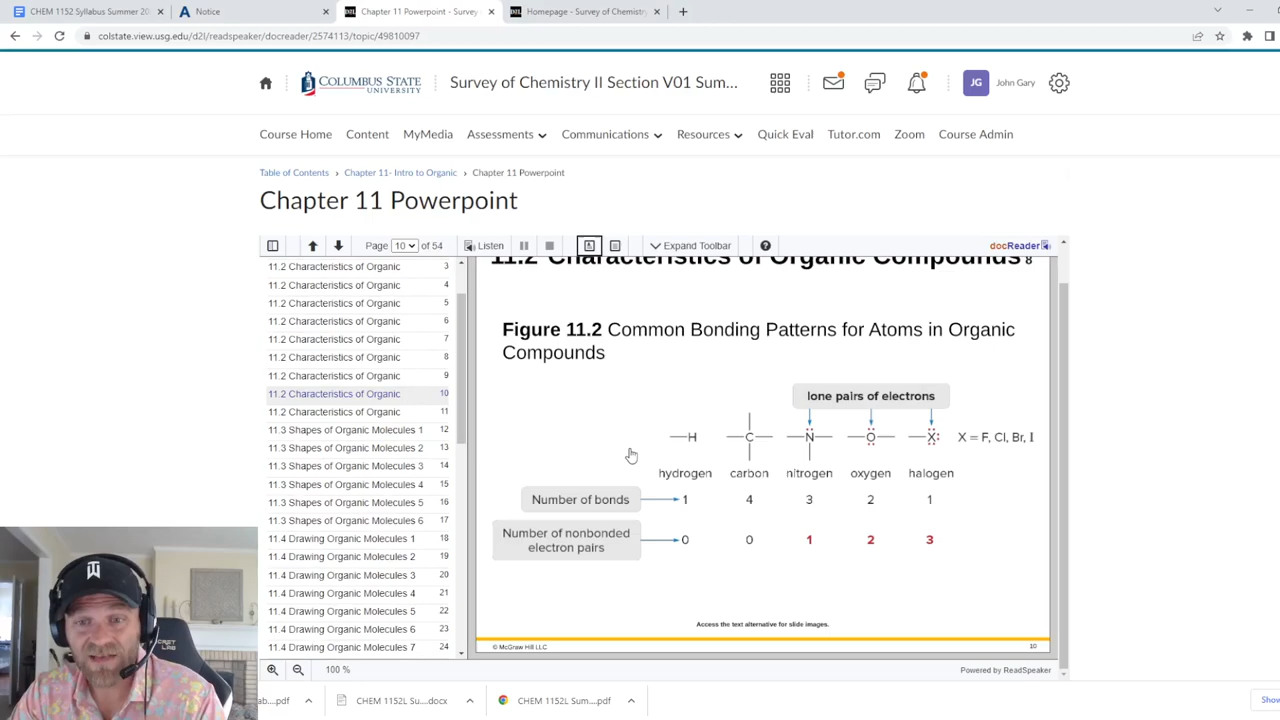 CHEM 1152 Syllabus Summer 20
Notice
Chapter 11 Powerpoint - Survey
Homepage - Survey of Chemistry
colstate.view.usg.edu/d2l/readspeaker/docreader/2574113/topic/49810097
COLUMBUS STATE
UNIVERSITY
Survey of Chemistry II Section V01 Sum...
JG
John Gary
Course Home
Content
MyMedia
Assessments
Communications
Resources
Quick Eval
Tutor.com
Zoom
Course Admin
Table of Contents › Chapter 11- Intro to Organic › Chapter 11 Powerpoint
Chapter 11 Powerpoint
Page 10 of 54
Listen
Expand Toolbar
docReader
11.2 Characteristics of Organic 3
11.2 Characteristics of Organic 4
11.2 Characteristics of Organic 5
11.2 Characteristics of Organic 6
11.2 Characteristics of Organic 7
11.2 Characteristics of Organic 8
11.2 Characteristics of Organic 9
11.2 Characteristics of Organic 10
11.2 Characteristics of Organic 11
11.3 Shapes of Organic Molecules 1 12
11.3 Shapes of Organic Molecules 2 13
11.3 Shapes of Organic Molecules 3 14
11.3 Shapes of Organic Molecules 4 15
11.3 Shapes of Organic Molecules 5 16
11.3 Shapes of Organic Molecules 6 17
11.4 Drawing Organic Molecules 1 18
11.4 Drawing Organic Molecules 2 19
11.4 Drawing Organic Molecules 3 20
11.4 Drawing Organic Molecules 4 21
11.4 Drawing Organic Molecules 5 22
11.4 Drawing Organic Molecules 6 23
11.4 Drawing Organic Molecules 7 24
11.2 Characteristics of Organic Compounds 8
Figure 11.2 Common Bonding Patterns for Atoms in Organic
Compounds
lone pairs of electrons
H C N O X X = F, Cl, Br, I
hydrogen carbon nitrogen oxygen halogen
Number of bonds 1 4 3 2 1
Number of nonbonded
electron pairs 0 0 1 2 3
Access the text alternative for slide images.
© McGraw Hill LLC
10
100 %
Powered by ReadSpeaker
ab....pdf
CHEM 1152L Su....docx
CHEM 1152L Sum....pdf
Show